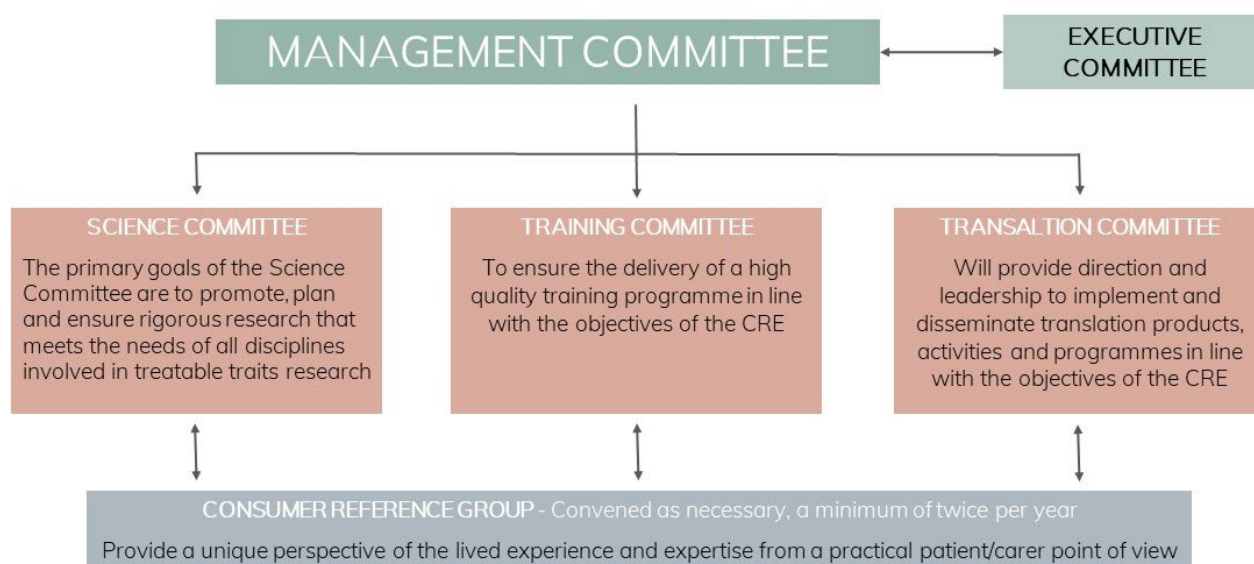 MANAGEMENT COMMITTEE
EXECUTIVE
COMMITTEE
SCIENCE COMMITTEE
The primary goals of the Science
Committee are to promote, plan
and ensure rigorous research that
meets the needs of all disciplines
involved in treatable traits research
TRAINING COMMITTEE
To ensure the delivery of a high
quality training programme in line
with the objectives of the CRE
TRANSALTION COMMITTEE
Will provide direction and
leadership to implement and
disseminate translation products,
activities and programmes in line
with the objectives of the CRE
CONSUMER REFERENCE GROUP - Convened as necessary, a minimum of twice per year
Provide a unique perspective of the lived experience and expertise from a practical patient/carer point of view